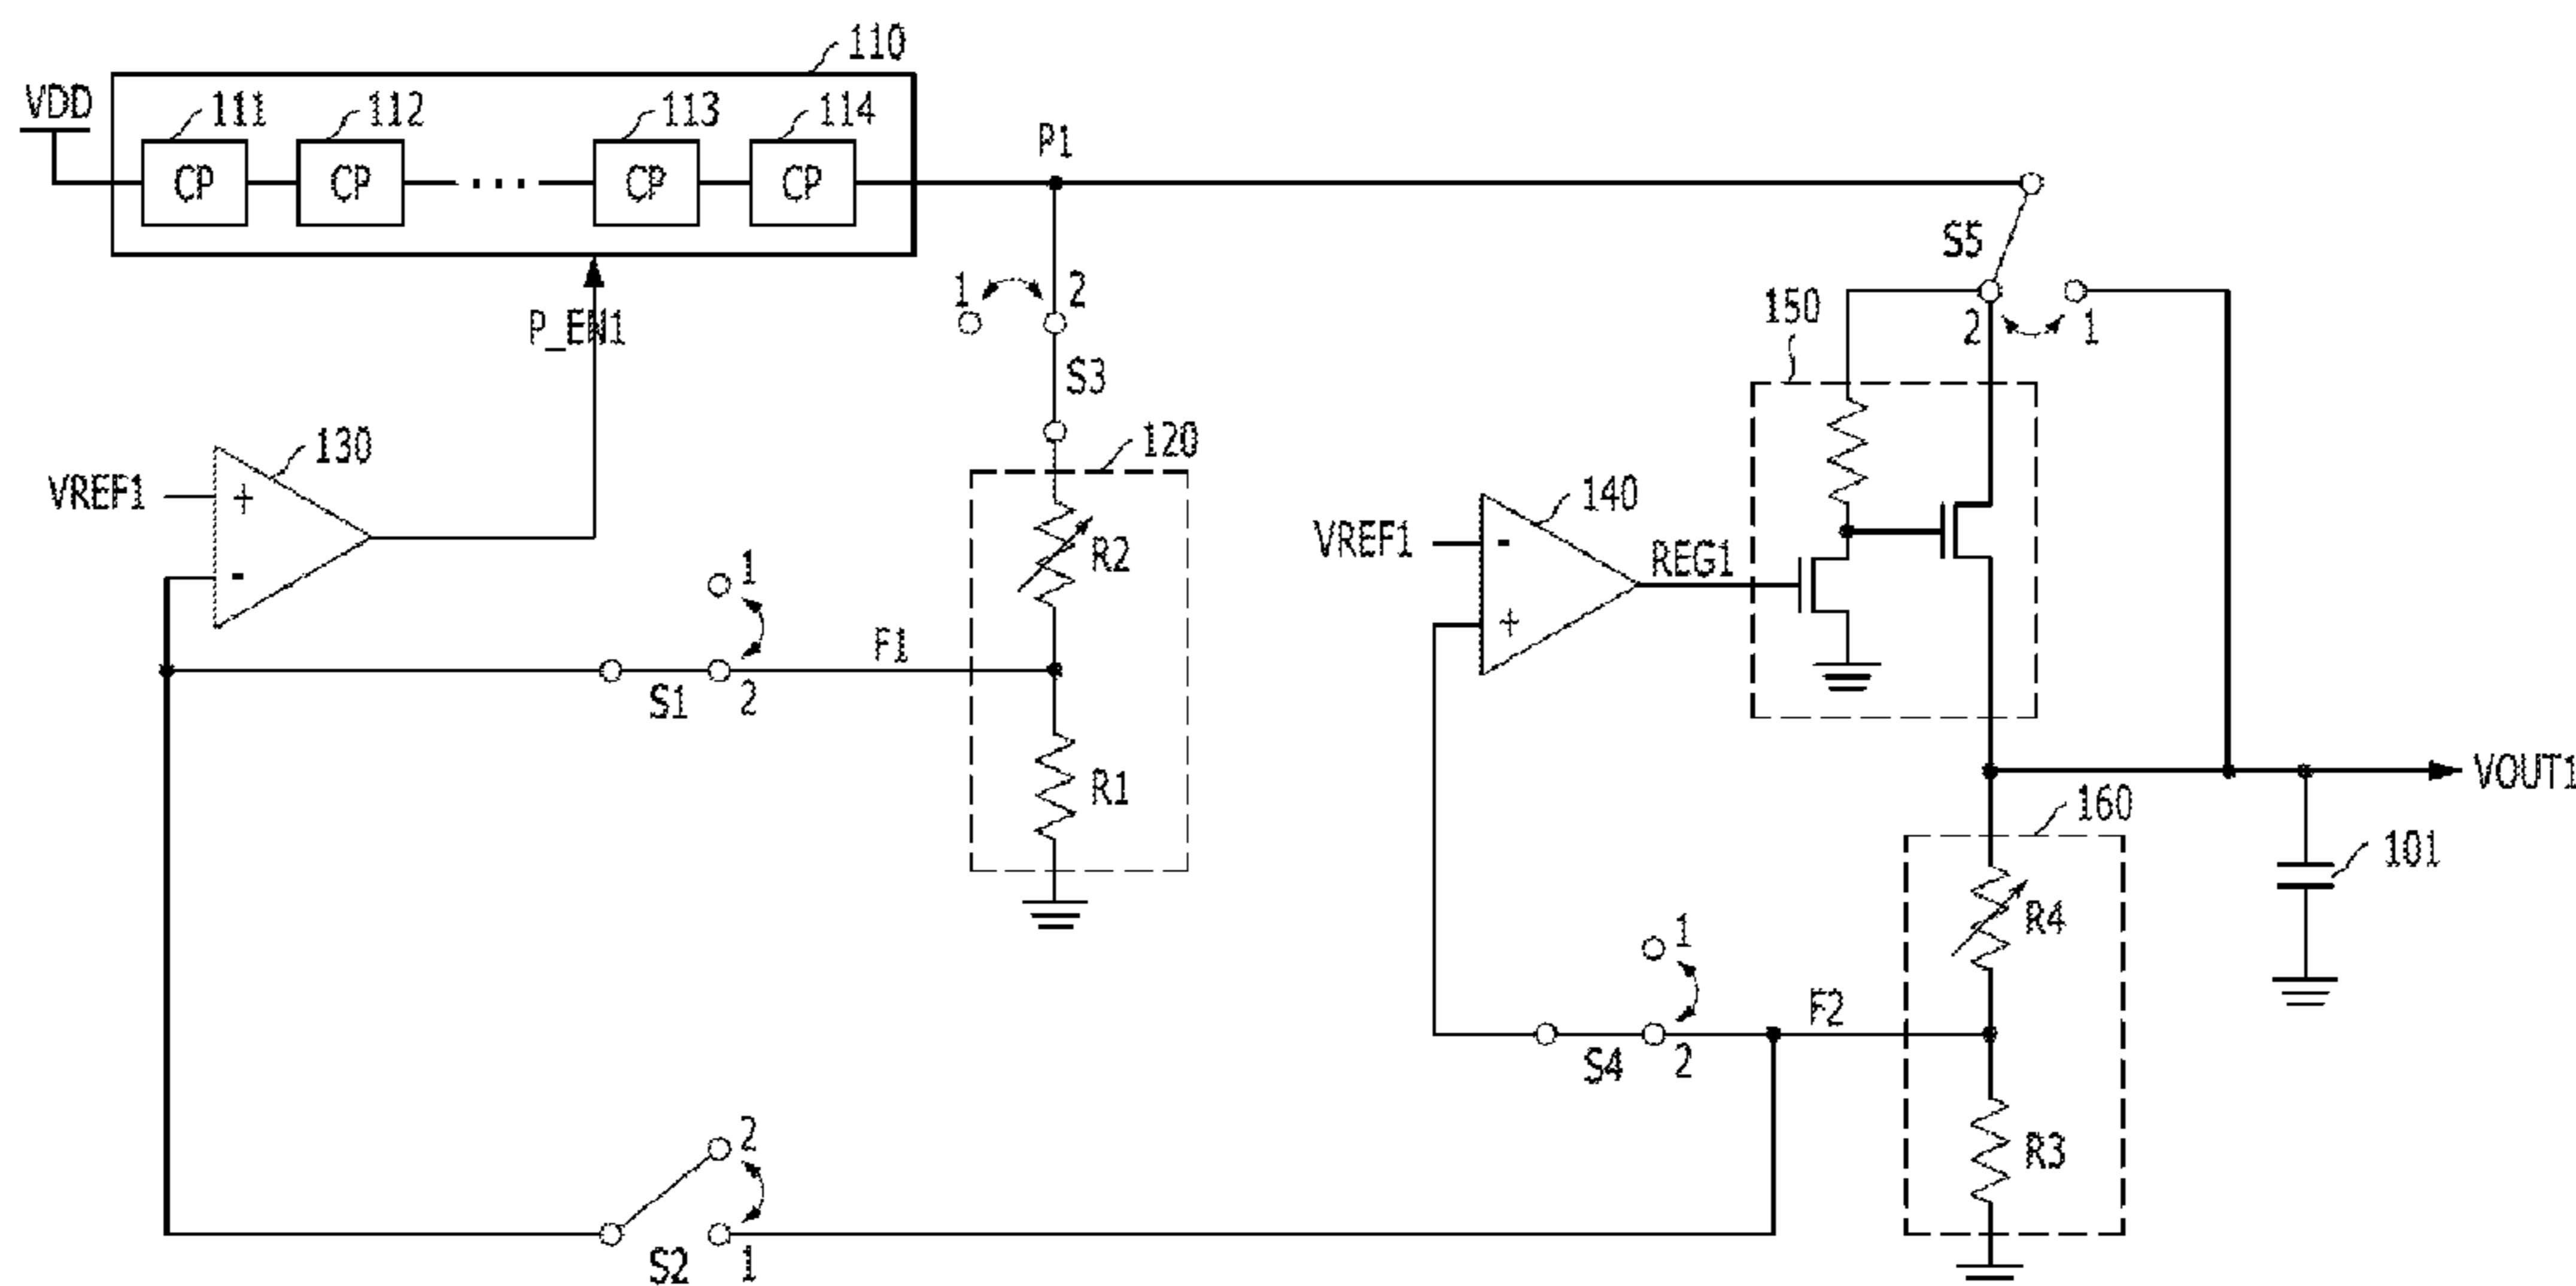 110
VDD
111
112
113
114
CP
CP
...
CP
CP
P1
S5
1
2
2
1
150
P_EN1
S3
130
120
VREF1
+
-
R2
140
VREF1
-
+
REG1
1
F1
S1
2
R1
VOUT1
160
101
R4
1
F2
S4
2
2
R3
S2
1